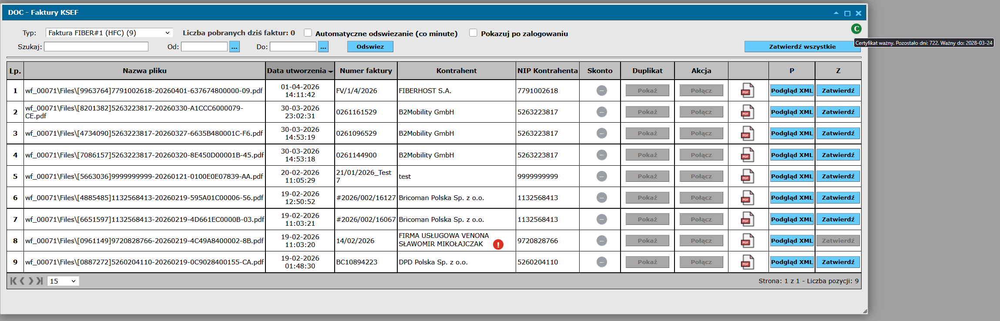 DOC - Faktury KSEF
Typ: Faktura FIBER#1 (HFC) (9) Liczba pobranych dziś faktur: 0 Automatyczne odswiezanie (co minute) Pokazuj po zalogowaniu C
Szukaj: Od: ... Do: ... Odswiez Zatwierdź wszystkie Certyfikat ważny. Pozostało dni: 722. Ważny do: 2028-03-24
Lp. Nazwa pliku Data utworzenia Numer faktury Kontrahent NIP Kontrahenta Skonto Duplikat Akcja P Z
1 wf_00071\Files\[9963764]7791002618-20260401-637674800000-09.pdf 01-04-2026 14:11:42 FV/1/4/2026 FIBERHOST S.A. 7791002618 Pokaż Połącz PDF Podgląd XML Zatwierdź
2 wf_00071\Files\[8201382]5263223817-20260330-A1CCC6000079-CE.pdf 30-03-2026 23:02:31 0261161529 B2Mobility GmbH 5263223817 Pokaż Połącz PDF Podgląd XML Zatwierdź
3 wf_00071\Files\[4734090]5263223817-20260327-6635B480001C-F6.pdf 30-03-2026 14:53:19 0261096529 B2Mobility GmbH 5263223817 Pokaż Połącz PDF Podgląd XML Zatwierdź
4 wf_00071\Files\[7086157]5263223817-20260320-8E450D00001B-45.pdf 30-03-2026 14:53:18 0261144900 B2Mobility GmbH 5263223817 Pokaż Połącz PDF Podgląd XML Zatwierdź
5 wf_00071\Files\[5663036]9999999999-20260121-0100E0E07839-AA.pdf 20-02-2026 11:05:29 21/01/2026_Test 7 test 9999999999 Pokaż Połącz PDF Podgląd XML Zatwierdź
6 wf_00071\Files\[4885485]1132568413-20260219-595A01C00006-56.pdf 19-02-2026 12:50:52 #2026/002/16127 Bricoman Polska Sp. z o.o. 1132568413 Pokaż Połącz PDF Podgląd XML Zatwierdź
7 wf_00071\Files\[6651597]1132568413-20260219-4D661EC0000B-03.pdf 19-02-2026 11:03:21 #2026/002/16067 Bricoman Polska Sp. z o.o. 1132568413 Pokaż Połącz PDF Podgląd XML Zatwierdź
8 wf_00071\Files\[0961149]9720828766-20260219-4C49A8400002-8B.pdf 19-02-2026 11:03:20 14/02/2026 FIRMA USŁUGOWA VENONA SŁAWOMIR MIKOŁAJCZAK ! 9720828766 Pokaż Połącz PDF Podgląd XML Zatwierdź
9 wf_00071\Files\[0887272]5260204110-20260219-0C9028400155-CA.pdf 19-02-2026 01:48:30 BC10894223 DPD Polska Sp. z o.o. 5260204110 Pokaż Połącz PDF Podgląd XML Zatwierdź
15 Strona: 1 z 1 - Liczba pozycji: 9